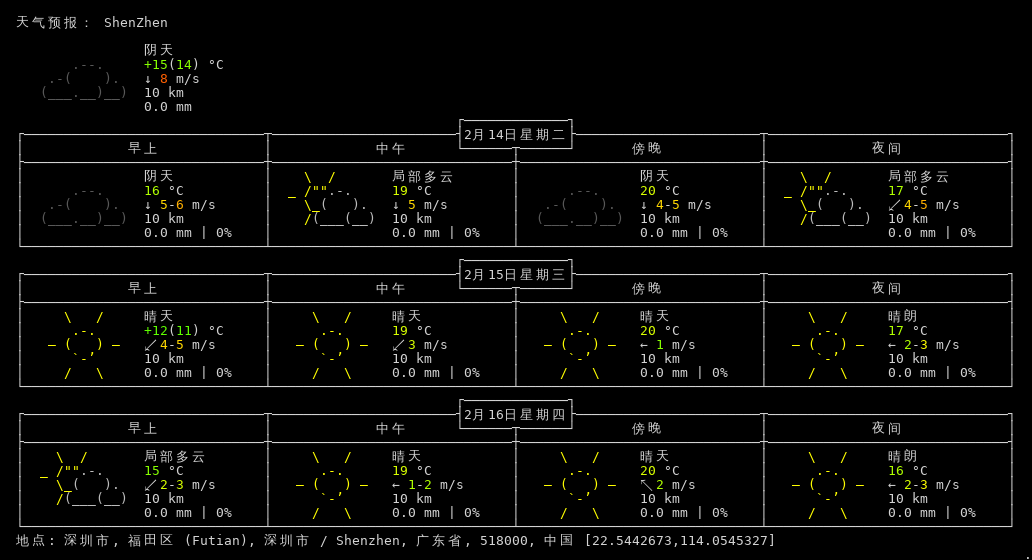 天气预报： ShenZhen
阴天
+15(14) °C
↓ 8 m/s
10 km
0.0 mm
2月14日星期二
早上 中午 傍晚 夜间
阴天 局部多云 阴天 局部多云
16 °C 19 °C 20 °C 17 °C
↓ 5-6 m/s ↓ 5 m/s ↓ 4-5 m/s ↙ 4-5 m/s
10 km 10 km 10 km 10 km
0.0 mm | 0% 0.0 mm | 0% 0.0 mm | 0% 0.0 mm | 0%
2月15日星期三
早上 中午 傍晚 夜间
晴天 晴天 晴天 晴朗
+12(11) °C 19 °C 20 °C 17 °C
↙ 4-5 m/s ↙ 3 m/s ← 1 m/s ← 2-3 m/s
10 km 10 km 10 km 10 km
0.0 mm | 0% 0.0 mm | 0% 0.0 mm | 0% 0.0 mm | 0%
2月16日星期四
早上 中午 傍晚 夜间
局部多云 晴天 晴天 晴朗
15 °C 19 °C 20 °C 16 °C
↙ 2-3 m/s ← 1-2 m/s ↖ 2 m/s ← 2-3 m/s
10 km 10 km 10 km 10 km
0.0 mm | 0% 0.0 mm | 0% 0.0 mm | 0% 0.0 mm | 0%
地点: 深圳市, 福田区 (Futian), 深圳市 / Shenzhen, 广东省, 518000, 中国 [22.5442673,114.0545327]